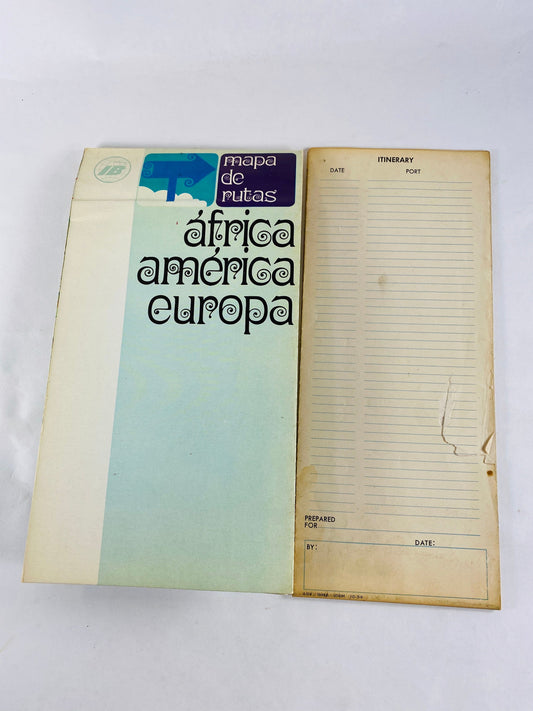 IB
mapa
de
rutas
áfrica
américa
europa
ITINERARY
DATE PORT
PREPARED
FOR
BY: DATE: